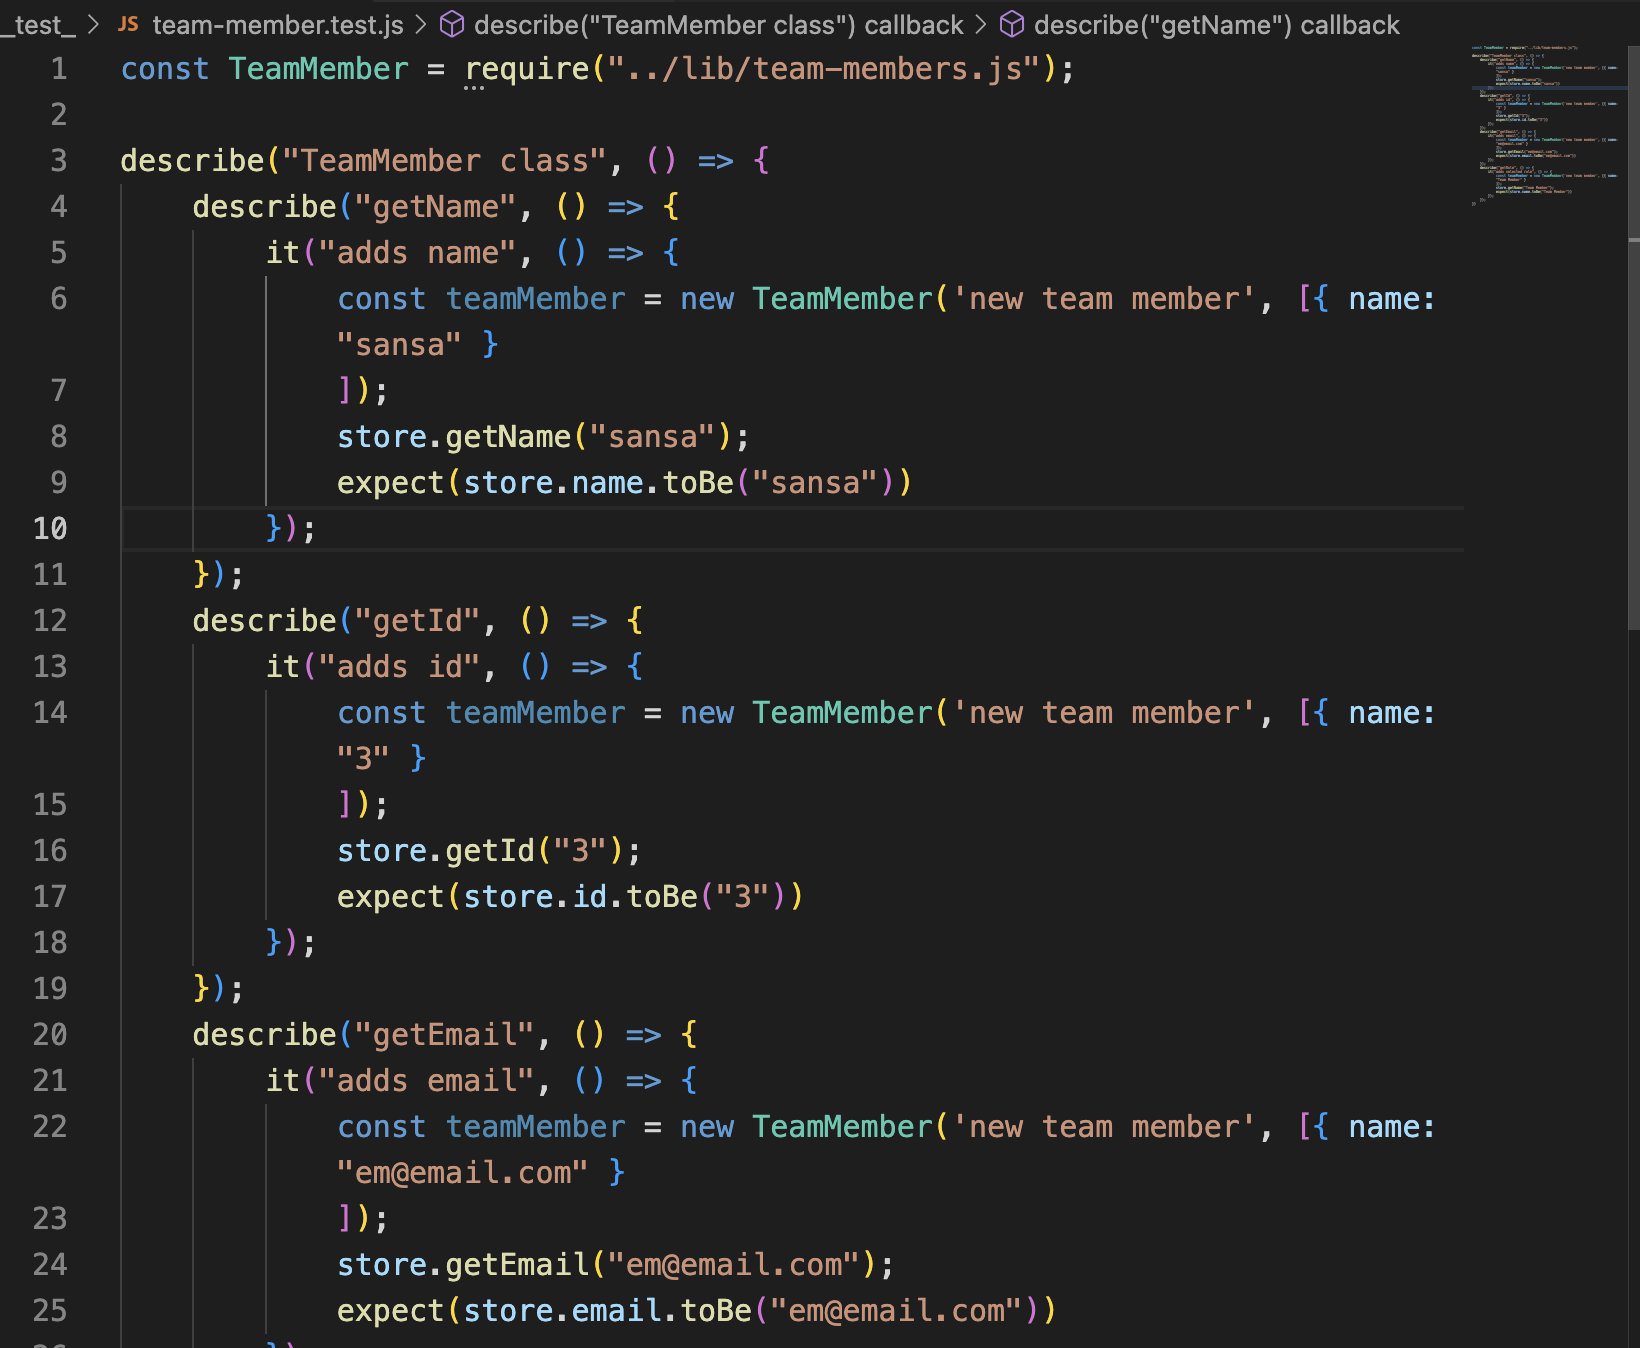 _test_ > JS team-member.test.js > describe("TeamMember class") callback > describe("getName") callback
1 const TeamMember = require("../lib/team-members.js");
2
3 describe("TeamMember class", () => {
4 describe("getName", () => {
5 it("adds name", () => {
6 const teamMember = new TeamMember('new team member', [{ name:
"sansa" }
7 ]);
8 store.getName("sansa");
9 expect(store.name.toBe("sansa"))
10 });
11 });
12 describe("getId", () => {
13 it("adds id", () => {
14 const teamMember = new TeamMember('new team member', [{ name:
"3" }
15 ]);
16 store.getId("3");
17 expect(store.id.toBe("3"))
18 });
19 });
20 describe("getEmail", () => {
21 it("adds email", () => {
22 const teamMember = new TeamMember('new team member', [{ name:
"em@email.com" }
23 ]);
24 store.getEmail("em@email.com");
25 expect(store.email.toBe("em@email.com"))